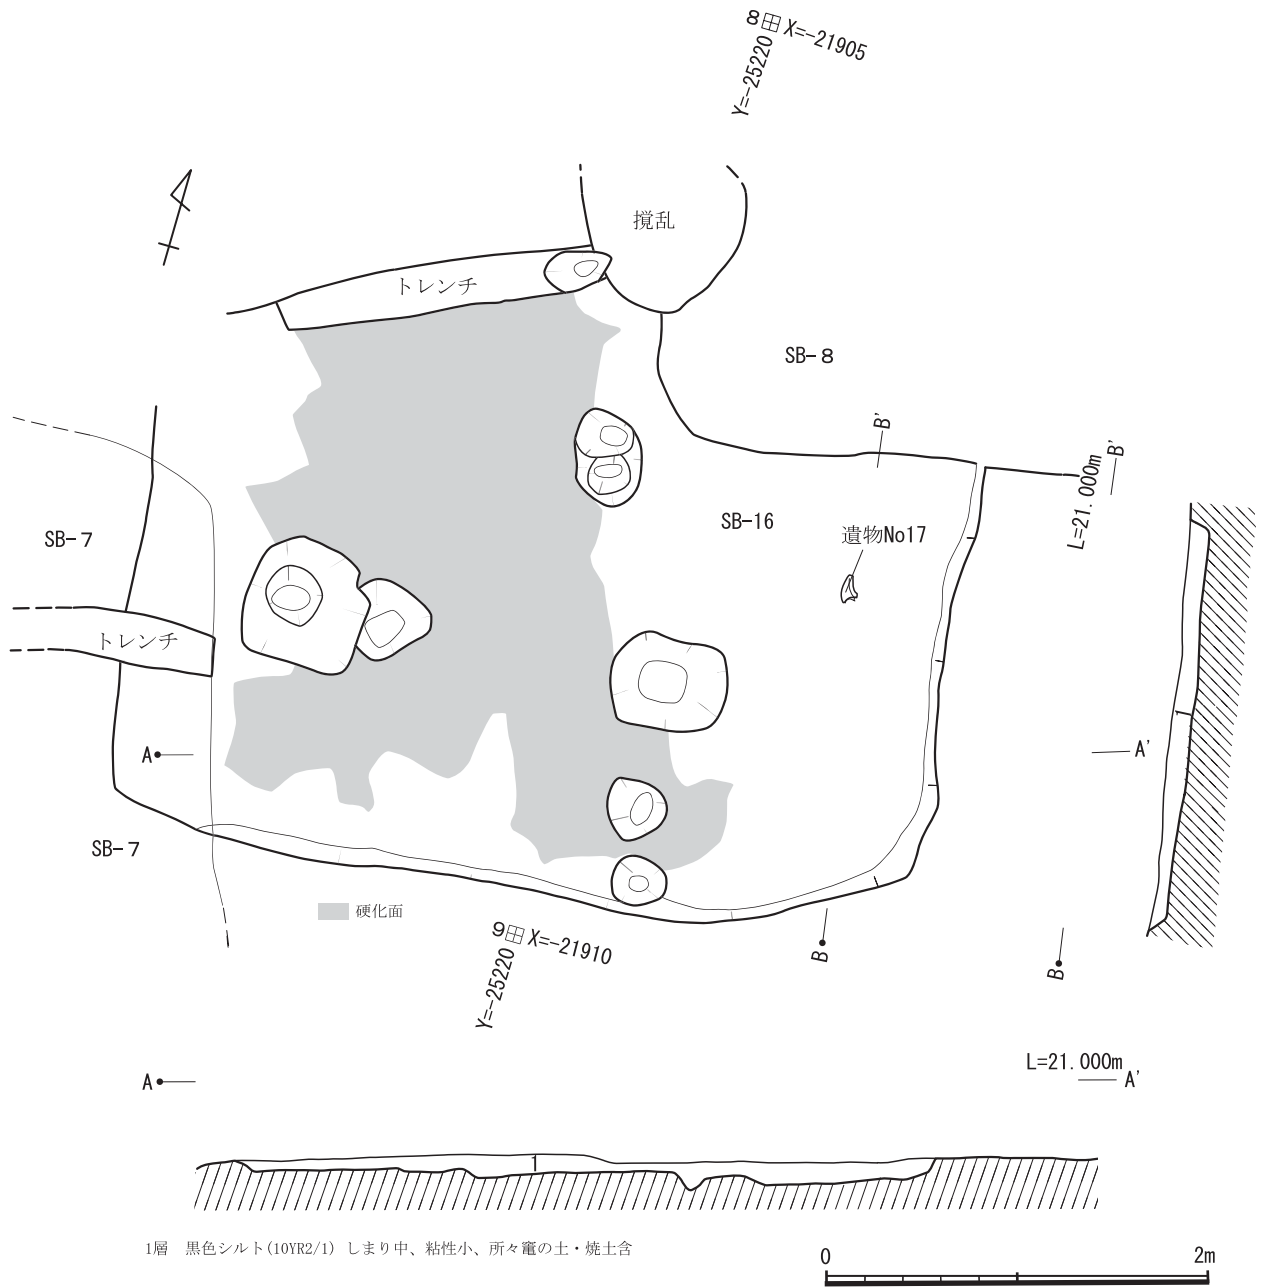 8 X=-21905
Y=-25220
撹乱
トレンチ
SB-8
B'
B'
L=21.000m
SB-16
遺物No17
SB-7
トレンチ
A
A'
1
SB-7
硬化面
9 X=-21910
Y=-25220
B
B
L=21.000m
A
A'
1
1層 黒色シルト(10YR2/1) しまり中、粘性小、所々竃の土・焼土含
0 2m